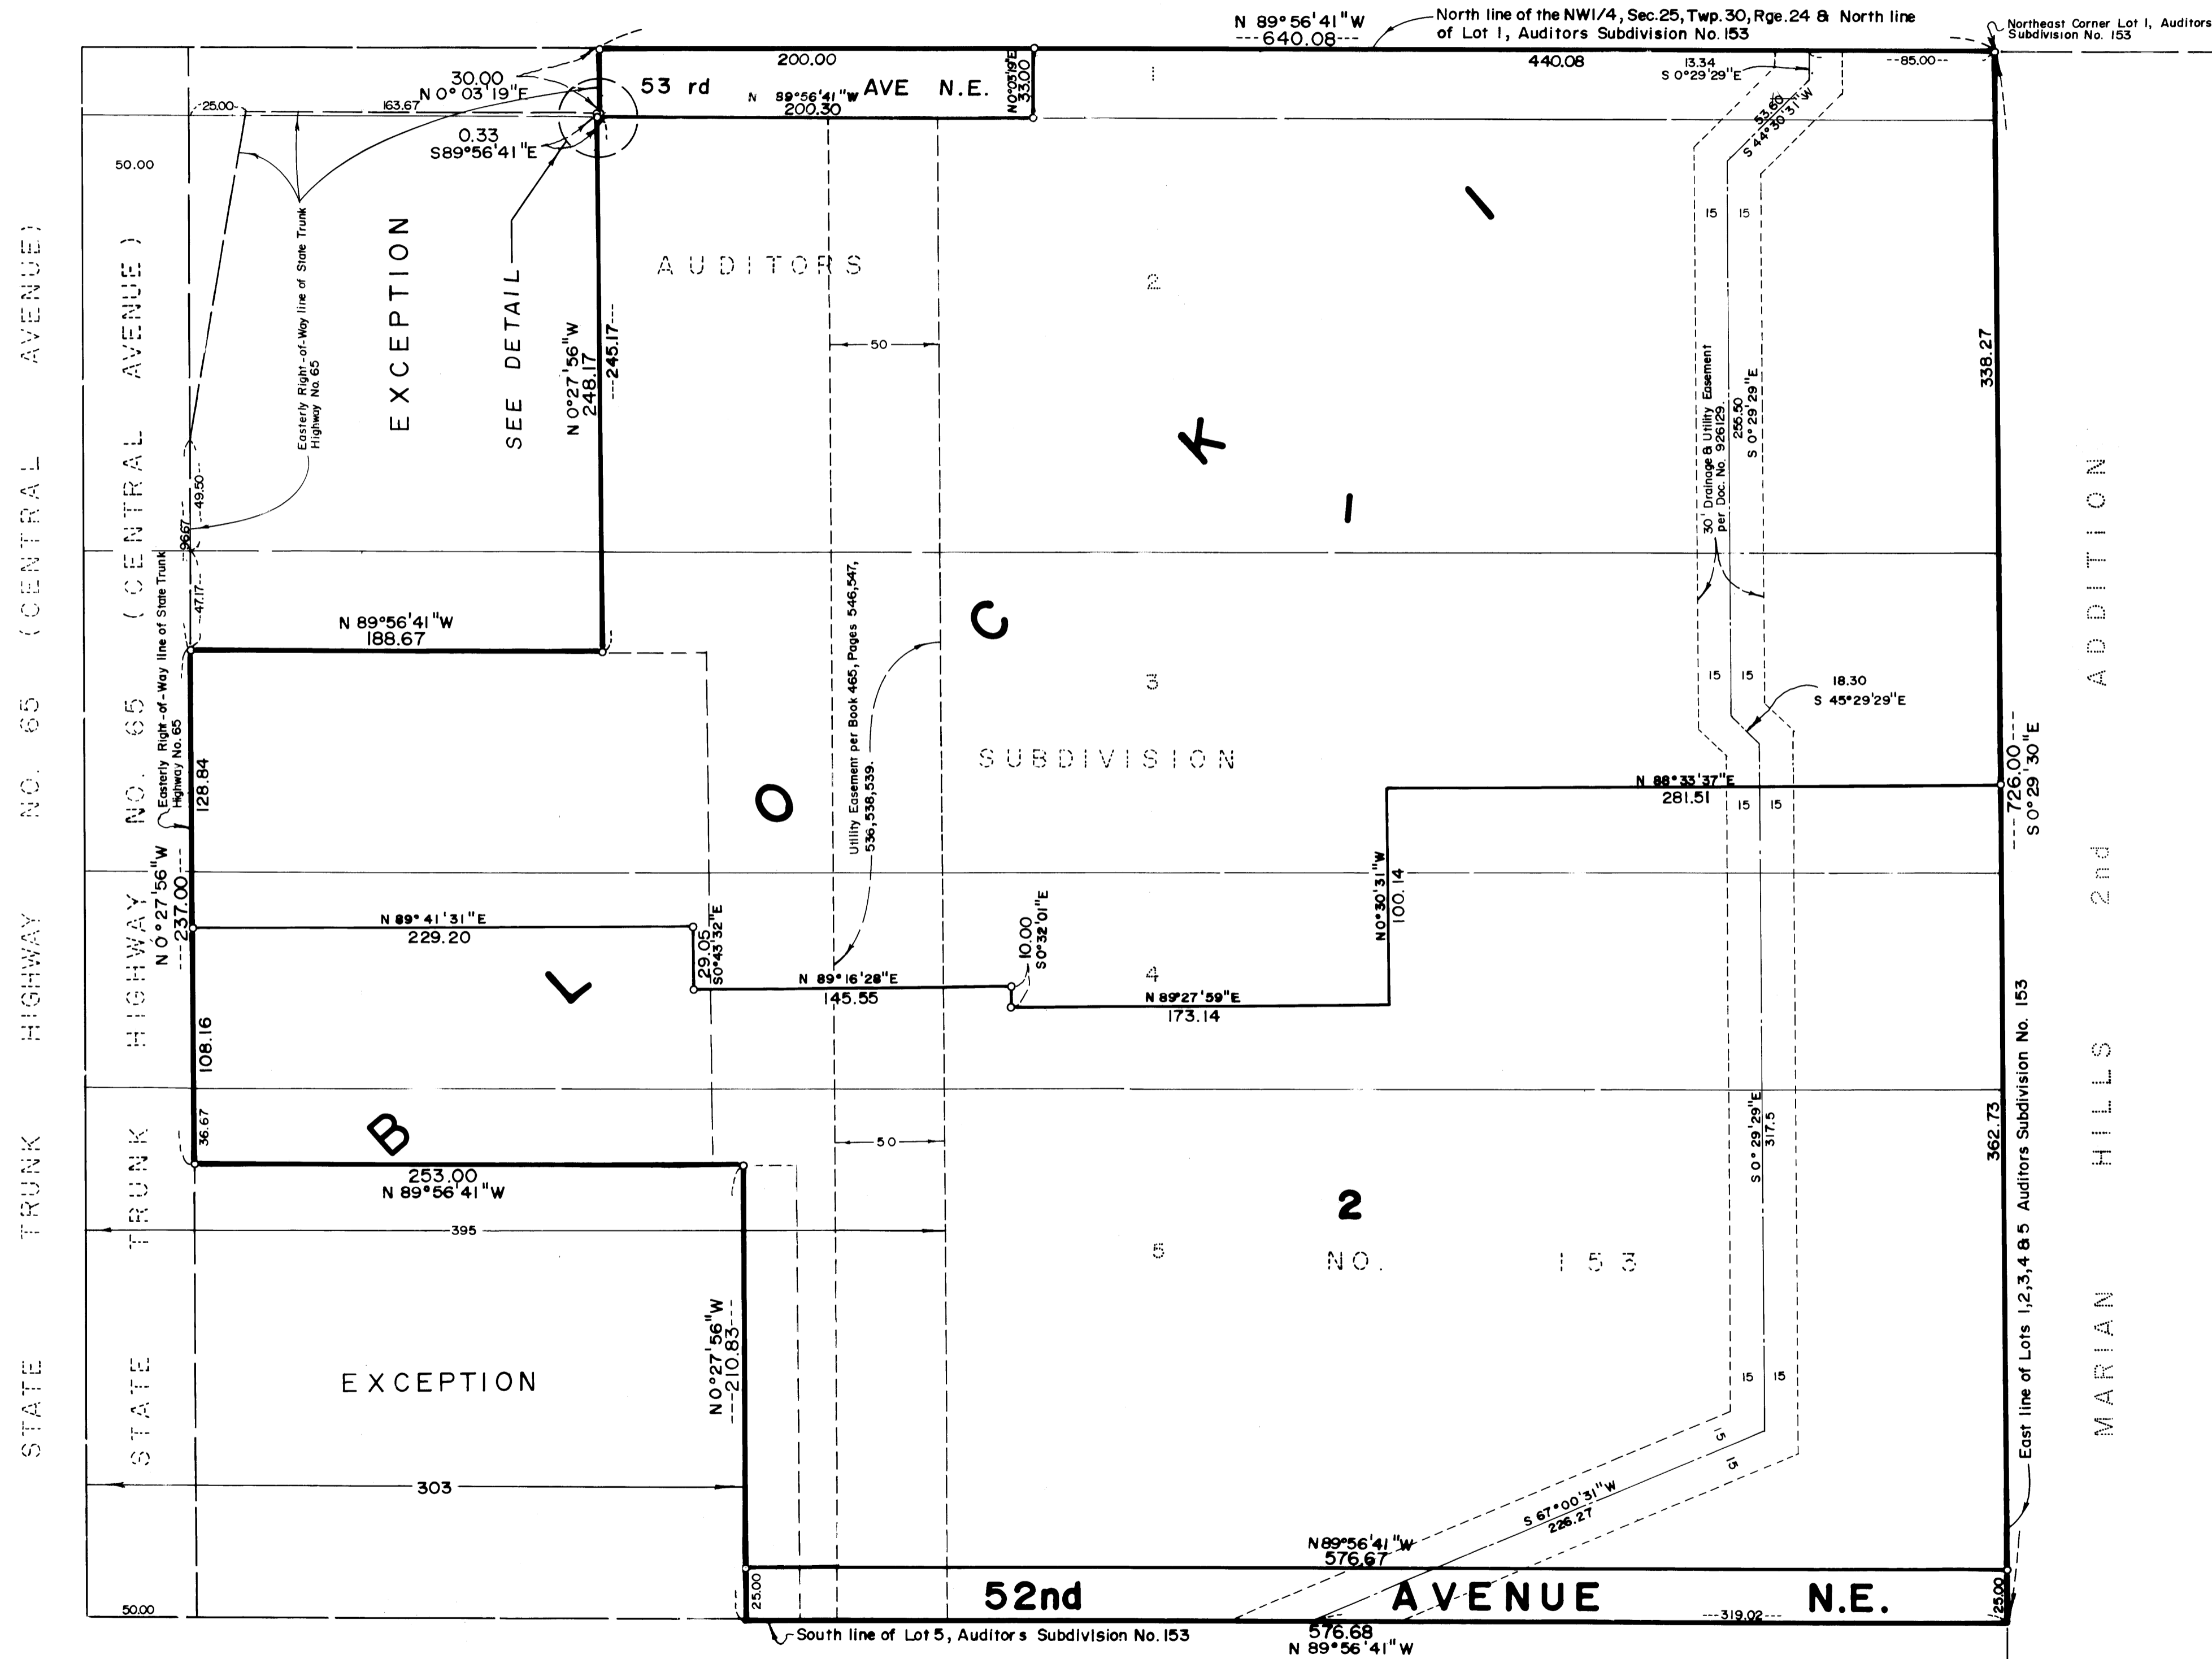 N 89°56'41"W
---640.08---
North line of the NW1/4, Sec.25, Twp.30, Rge.24 & North line
of Lot 1, Auditors Subdivision No.153
Northeast Corner Lot 1, Auditors
Subdivision No. 153
200.00
440.08
13.34
S 0°29'29"E
--85.00--
30.00
N 0° 03'19"E
53 rd AVE N.E.
N 89°56'41"W
200.30
N0°03'19"E
33.00
1
--25.00--
163.67
0.33
S89°56'41"E
53.60
S 44°30'31"W
50.00
15 15
EXCEPTION
SEE DETAIL
Easterly Right-of-Way line of State Trunk
Highway No. 65
AUDITORS
2
1
N 0°27'56"W
248.17
---245.17---
50
338.27
30' Drainage & Utility Easement
per Doc. No. 926129.
255.50
S 0°29'29"E
---49.50---
---96.67---
---47.17---
N 89°56'41"W
188.67
Easterly Right-of-Way line of State Trunk
Highway No. 65
Utility Easement per Book 465, Pages 546,547,
536,538,539.
BLOCK 1
3
SUBDIVISION
15 15
18.30
S 45°29'29"E
---726.00---
S 0°29'30"E
128.84
N 0°27'56"W
---237.00---
N 88°33'37"E
281.51
15 15
N0°30'31"W
100.14
N 89°41'31"E
229.20
29.05
S0°43'32"E
N 89°16'28"E
145.55
10.00
S0°32'01"E
4
N 89°27'59"E
173.14
108.16
36.67
253.00
N 89°56'41"W
50
S 0°29'29"E
317.5
362.73
395
2
5
NO. 153
N0°27'56"W
---210.83---
EXCEPTION
303
15 15
15
15
S 67°00'31"W
226.27
East line of Lots 1,2,3,4 & 5 Auditors Subdivision No. 153
N89°56'41"W
576.67
25.00
52nd AVENUE N.E.
25.00
50.00
---319.02---
South line of Lot 5, Auditors Subdivision No.153
576.68
N 89°56'41"W
STATE TRUNK HIGHWAY NO. 65 (CENTRAL AVENUE)
STATE TRUNK HIGHWAY NO. 65 (CENTRAL AVENUE)
MARIAN HILLS 2nd ADDITION